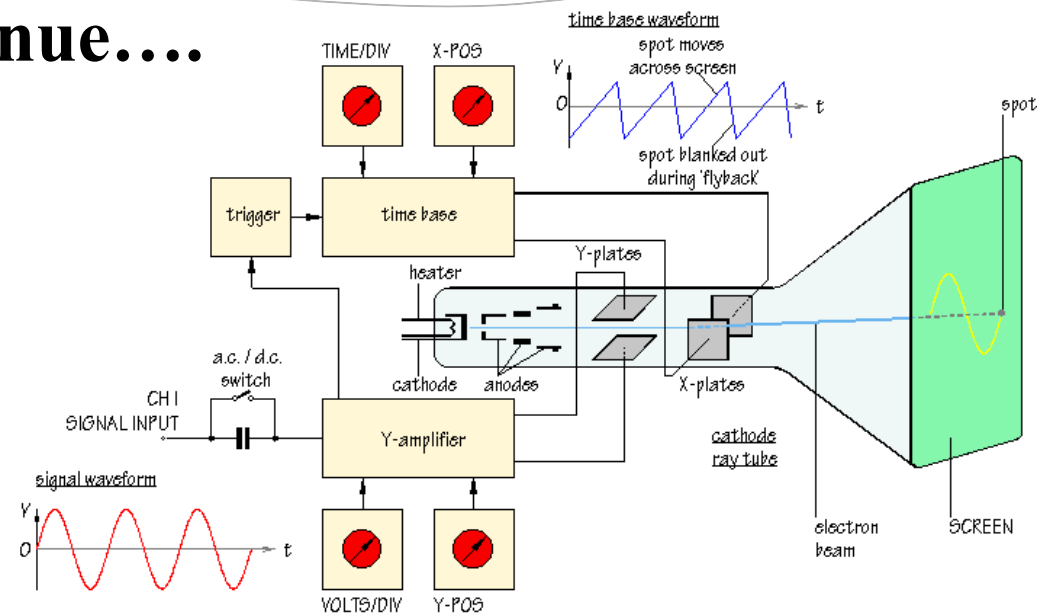 nue….
time base waveform
TIME/DIV X-POS
spot moves
across screen
V
O
t
spot
spot blanked out
during 'flyback'
trigger
time base
Y-plates
heater
cathode
anodes
X-plates
a.c. / d.c.
switch
CH I
SIGNAL INPUT
Y-amplifier
cathode
ray tube
signal waveform
V
O
t
electron
beam
SCREEN
VOLTS/DIV Y-POS